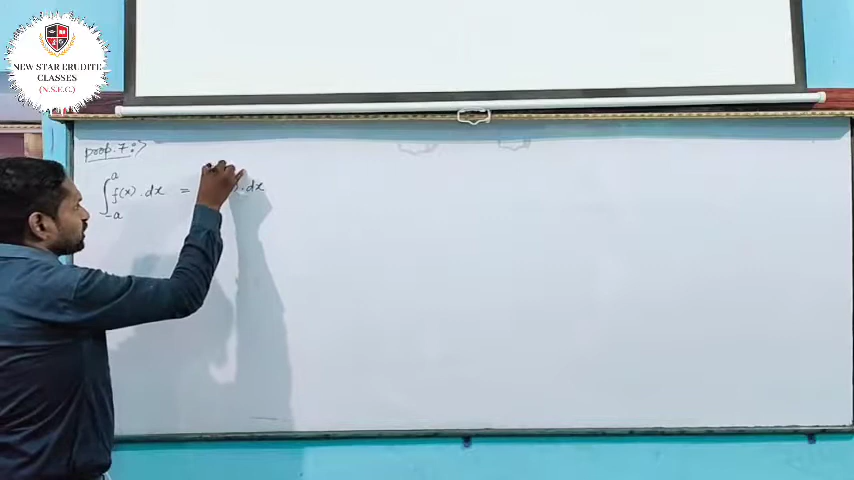 NEW STAR ERUDITE
CLASSES
(N.S.E.C.)
prop. 7 :→
∫_{-a}^{a} f(x) . dx = ) . dx